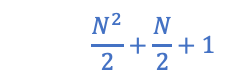 N²/2 + N/2 + 1